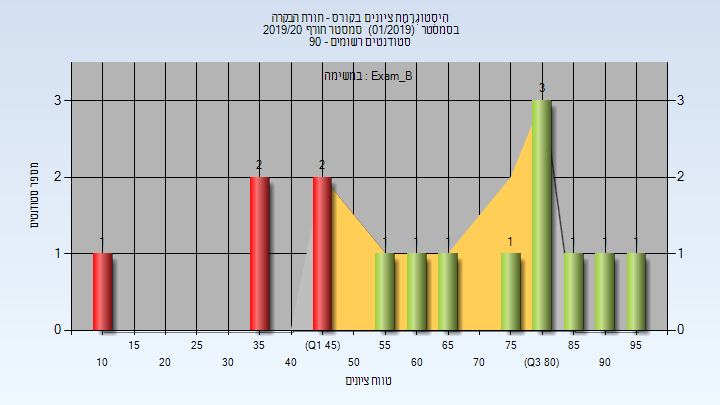 הִיסְטוֹגְרַמַת ציונים בקורס - תורת הבקרה
בסמסטר (01/2019) סמסטר חורף 2019/20
סטודנטים רשומים - 90
במשימה : Exam_B
מספר סטודנטים
3 3
2 2
1 1
0 0
1 2 2 1 1 1 1 3 1 1 1
15 25 35 (Q1 45) 55 65 75 85 95
10 20 30 40 50 60 70 (Q3 80) 90
טווח ציונים